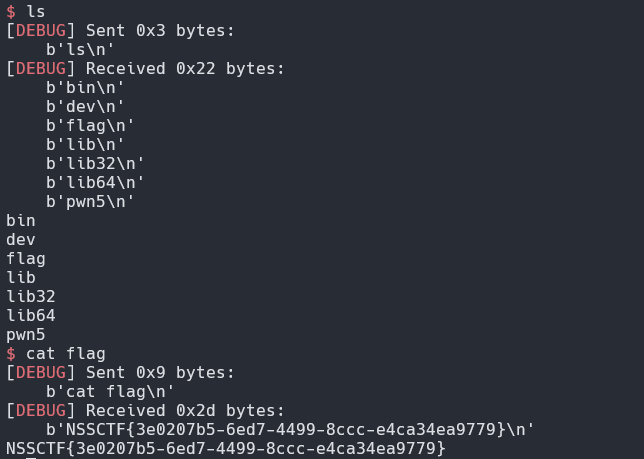 $ ls
[DEBUG] Sent 0x3 bytes:
    b'ls\n'
[DEBUG] Received 0x22 bytes:
    b'bin\n'
    b'dev\n'
    b'flag\n'
    b'lib\n'
    b'lib32\n'
    b'lib64\n'
    b'pwn5\n'
bin
dev
flag
lib
lib32
lib64
pwn5
$ cat flag
[DEBUG] Sent 0x9 bytes:
    b'cat flag\n'
[DEBUG] Received 0x2d bytes:
    b'NSSCTF{3e0207b5-6ed7-4499-8ccc-e4ca34ea9779}\n'
NSSCTF{3e0207b5-6ed7-4499-8ccc-e4ca34ea9779}